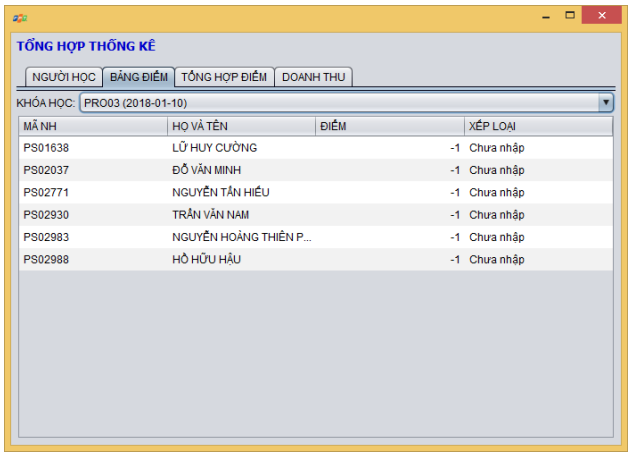 TỔNG HỢP THỐNG KÊ
NGƯỜI HỌC BẢNG ĐIỂM TỔNG HỢP ĐIỂM DOANH THU
KHÓA HỌC: PRO03 (2018-01-10)
MÃ NH HỌ VÀ TÊN ĐIỂM XẾP LOẠI
PS01638 LỮ HUY CƯỜNG -1 Chưa nhập
PS02037 ĐỖ VĂN MINH -1 Chưa nhập
PS02771 NGUYỄN TẤN HIẾU -1 Chưa nhập
PS02930 TRẦN VĂN NAM -1 Chưa nhập
PS02983 NGUYỄN HOÀNG THIÊN P... -1 Chưa nhập
PS02988 HỒ HỮU HẬU -1 Chưa nhập